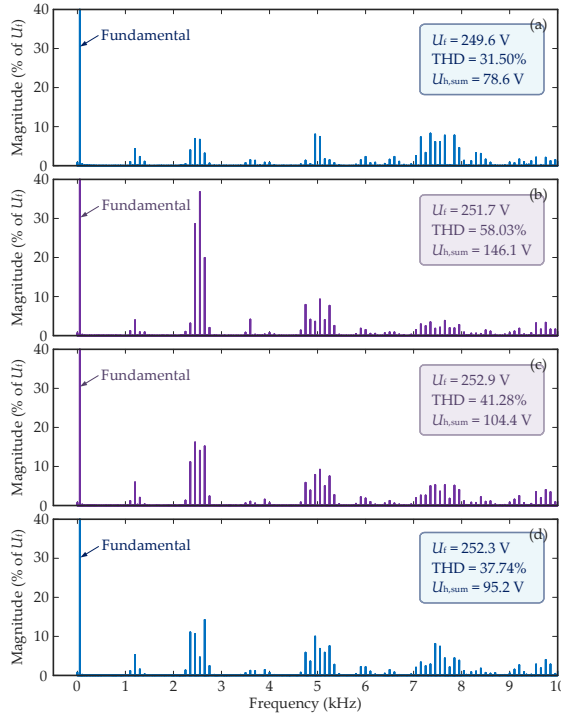 40
30
20
10
0
Magnitude (% of Ui)
Fundamental
(a)
Uf = 249.6 V
THD = 31.50%
Uh,sum = 78.6 V
40
30
20
10
0
Magnitude (% of Ui)
Fundamental
(b)
Uf = 251.7 V
THD = 58.03%
Uh,sum = 146.1 V
40
30
20
10
0
Magnitude (% of Ui)
Fundamental
(c)
Uf = 252.9 V
THD = 41.28%
Uh,sum = 104.4 V
40
30
20
10
0
Magnitude (% of Ui)
Fundamental
(d)
Uf = 252.3 V
THD = 37.74%
Uh,sum = 95.2 V
0 1 2 3 4 5 6 7 8 9 10
Frequency (kHz)